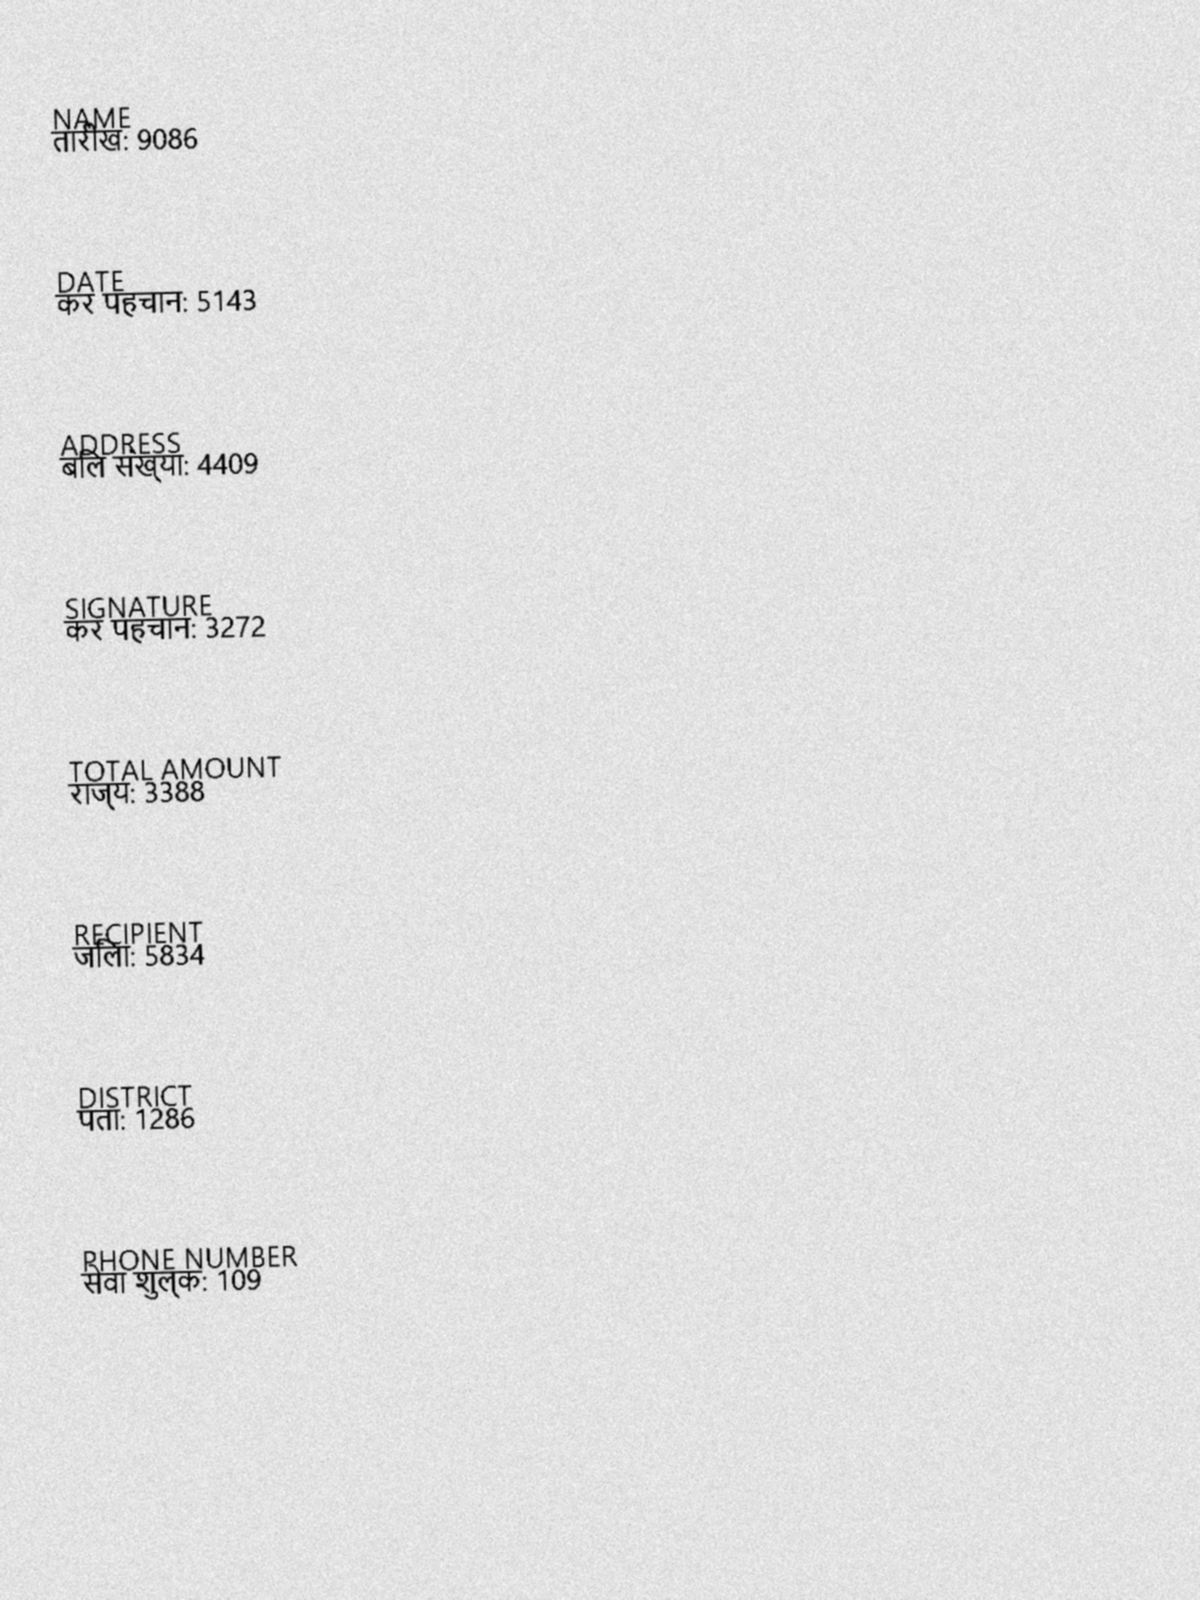 NAME
तारीख: 9086
DATE
कर पहचान: 5143
ADDRESS
बिल संख्या: 4409
SIGNATURE
कर पहचान: 3272
TOTAL AMOUNT
राज्य: 3388
RECIPIENT
जिला: 5834
DISTRICT
पता: 1286
PHONE NUMBER
सेवा शुल्क: 109